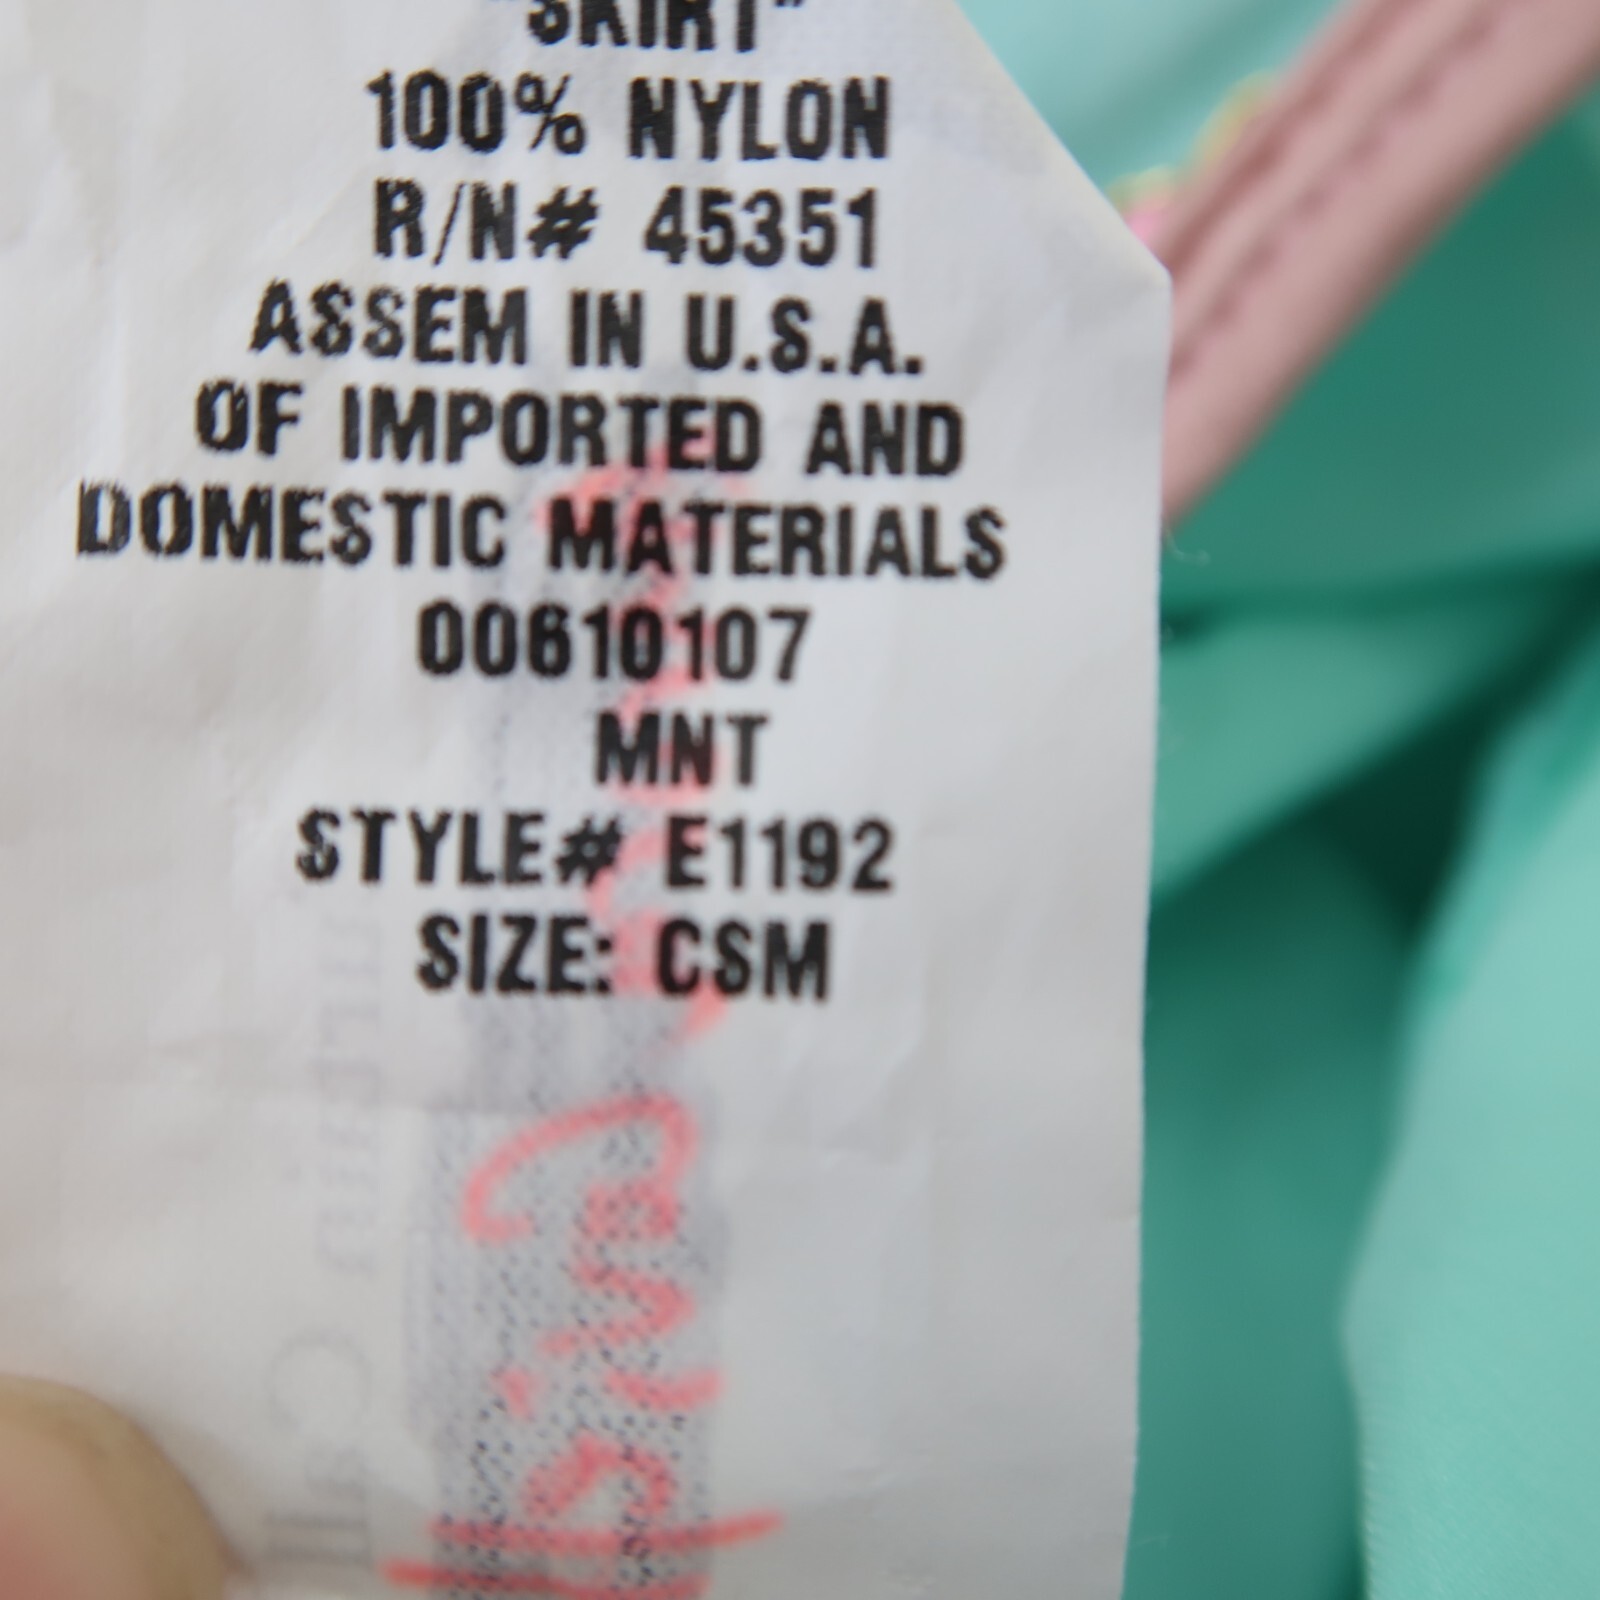 "SKIRT"
100% NYLON
R/N# 45351
ASSEM IN U.S.A.
OF IMPORTED AND
DOMESTIC MATERIALS
00610107
MNT
STYLE# E1192
SIZE: CSM